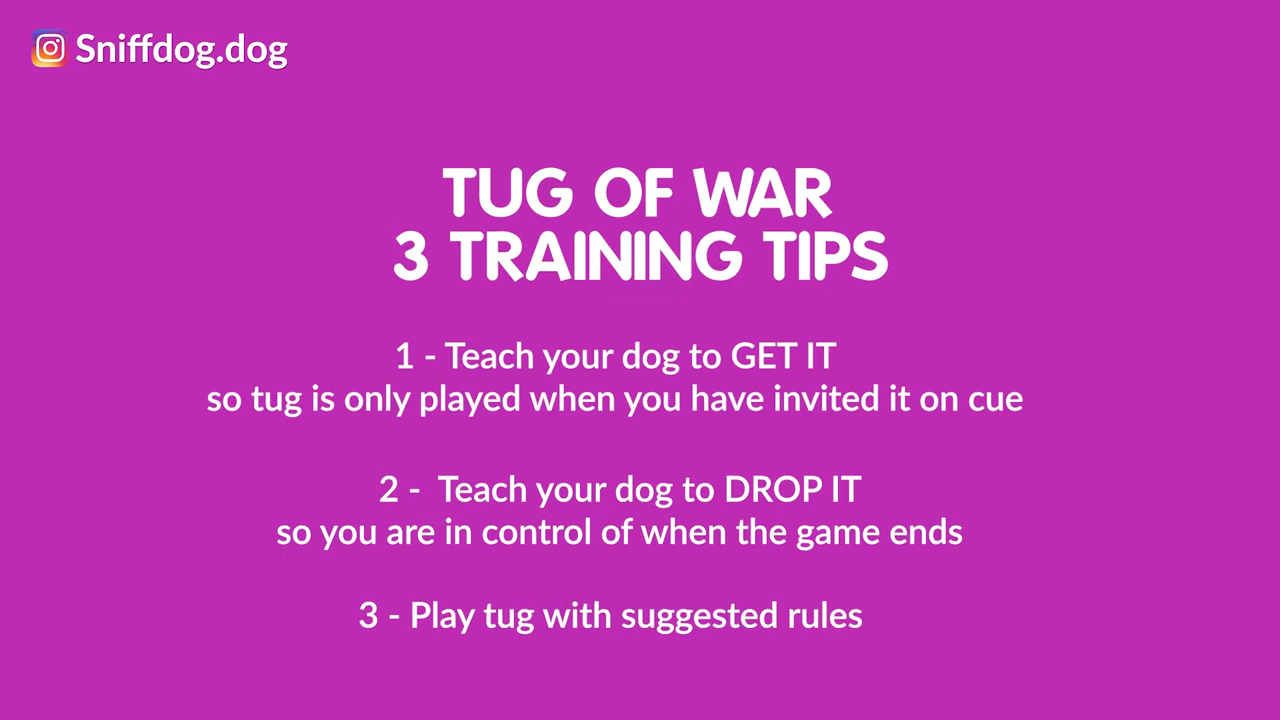 Sniffdog.dog
TUG OF WAR
3 TRAINING TIPS
1 - Teach your dog to GET IT
so tug is only played when you have invited it on cue
2 -  Teach your dog to DROP IT
so you are in control of when the game ends
3 - Play tug with suggested rules